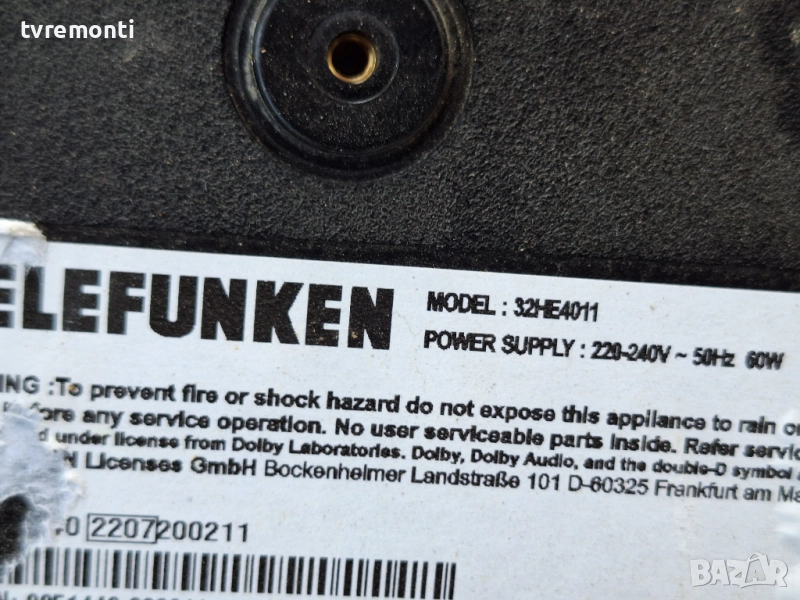 tvremonti
ELEFUNKEN
MODEL : 32HE4011
POWER SUPPLY : 220-240V ~ 50Hz 60W
ING :To prevent fire or shock hazard do not expose this appliance to rain or
before any service operation. No user serviceable parts inside. Refer servic
d under license from Dolby Laboratories. Dolby, Dolby Audio, and the double-D symbol
N Licenses GmbH Bockenheimer Landstraße 101 D-60325 Frankfurt am Ma
0 2207200211
BAZAR